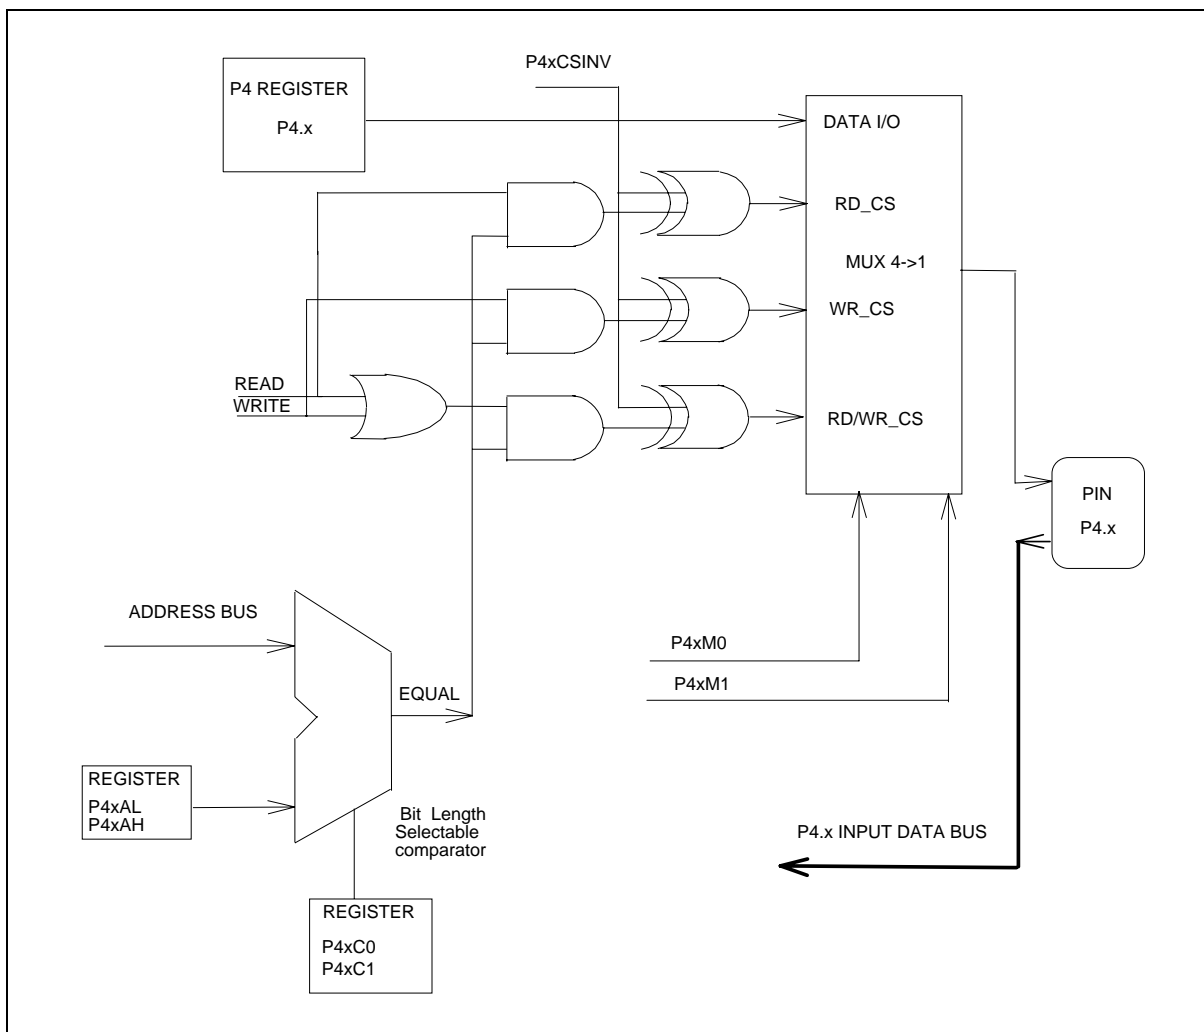 P4xCSINV
P4 REGISTER
P4.x
DATA I/O
RD_CS
MUX 4->1
WR_CS
READ
WRITE
RD/WR_CS
PIN
P4.x
ADDRESS BUS
P4xM0
P4xM1
EQUAL
REGISTER
P4xAL
P4xAH
Bit Length
Selectable
comparator
P4.x INPUT DATA BUS
REGISTER
P4xC0
P4xC1